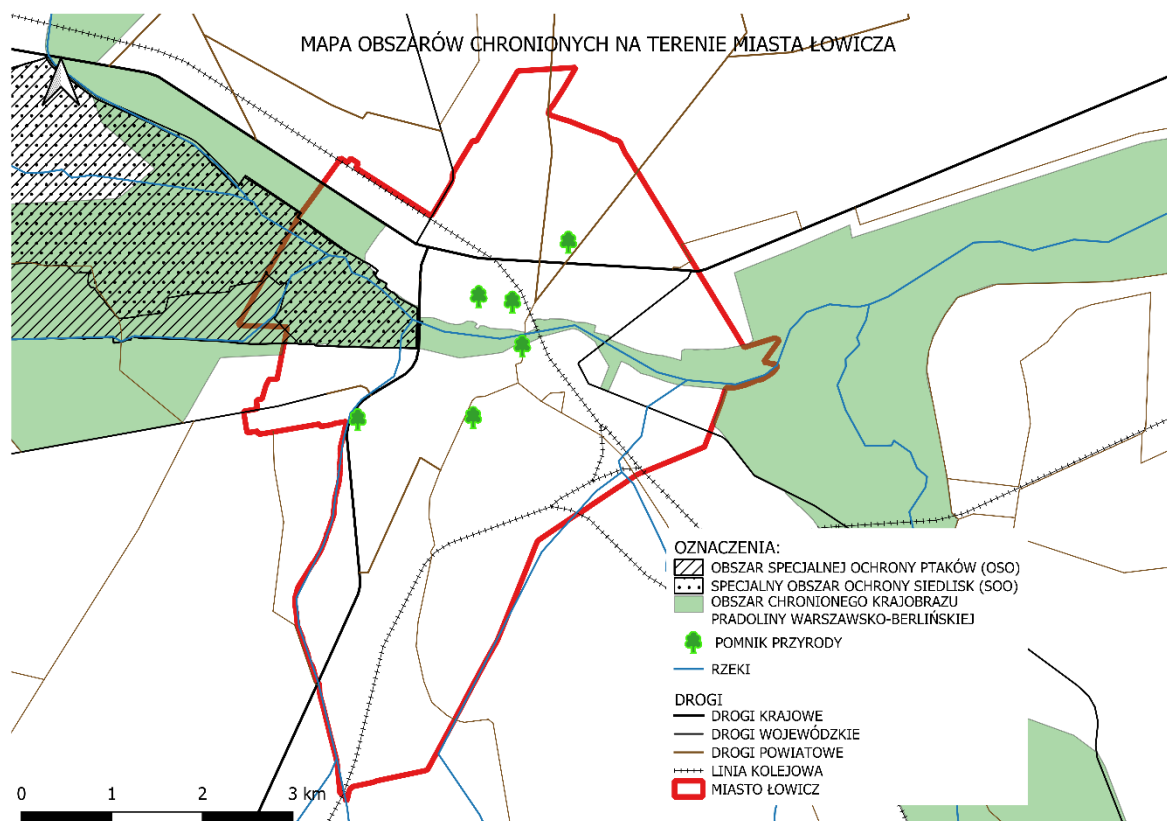 MAPA OBSZARÓW CHRONIONYCH NA TERENIE MIASTA ŁOWICZA
OZNACZENIA:
OBSZAR SPECJALNEJ OCHRONY PTAKÓW (OSO)
SPECJALNY OBSZAR OCHRONY SIEDLISK (SOO)
OBSZAR CHRONIONEGO KRAJOBRAZU
PRADOLINY WARSZAWSKO-BERLIŃSKIEJ
POMNIK PRZYRODY
RZEKI
DROGI
DROGI KRAJOWE
DROGI WOJEWÓDZKIE
DROGI POWIATOWE
LINIA KOLEJOWA
MIASTO ŁOWICZ
0 1 2 3 km